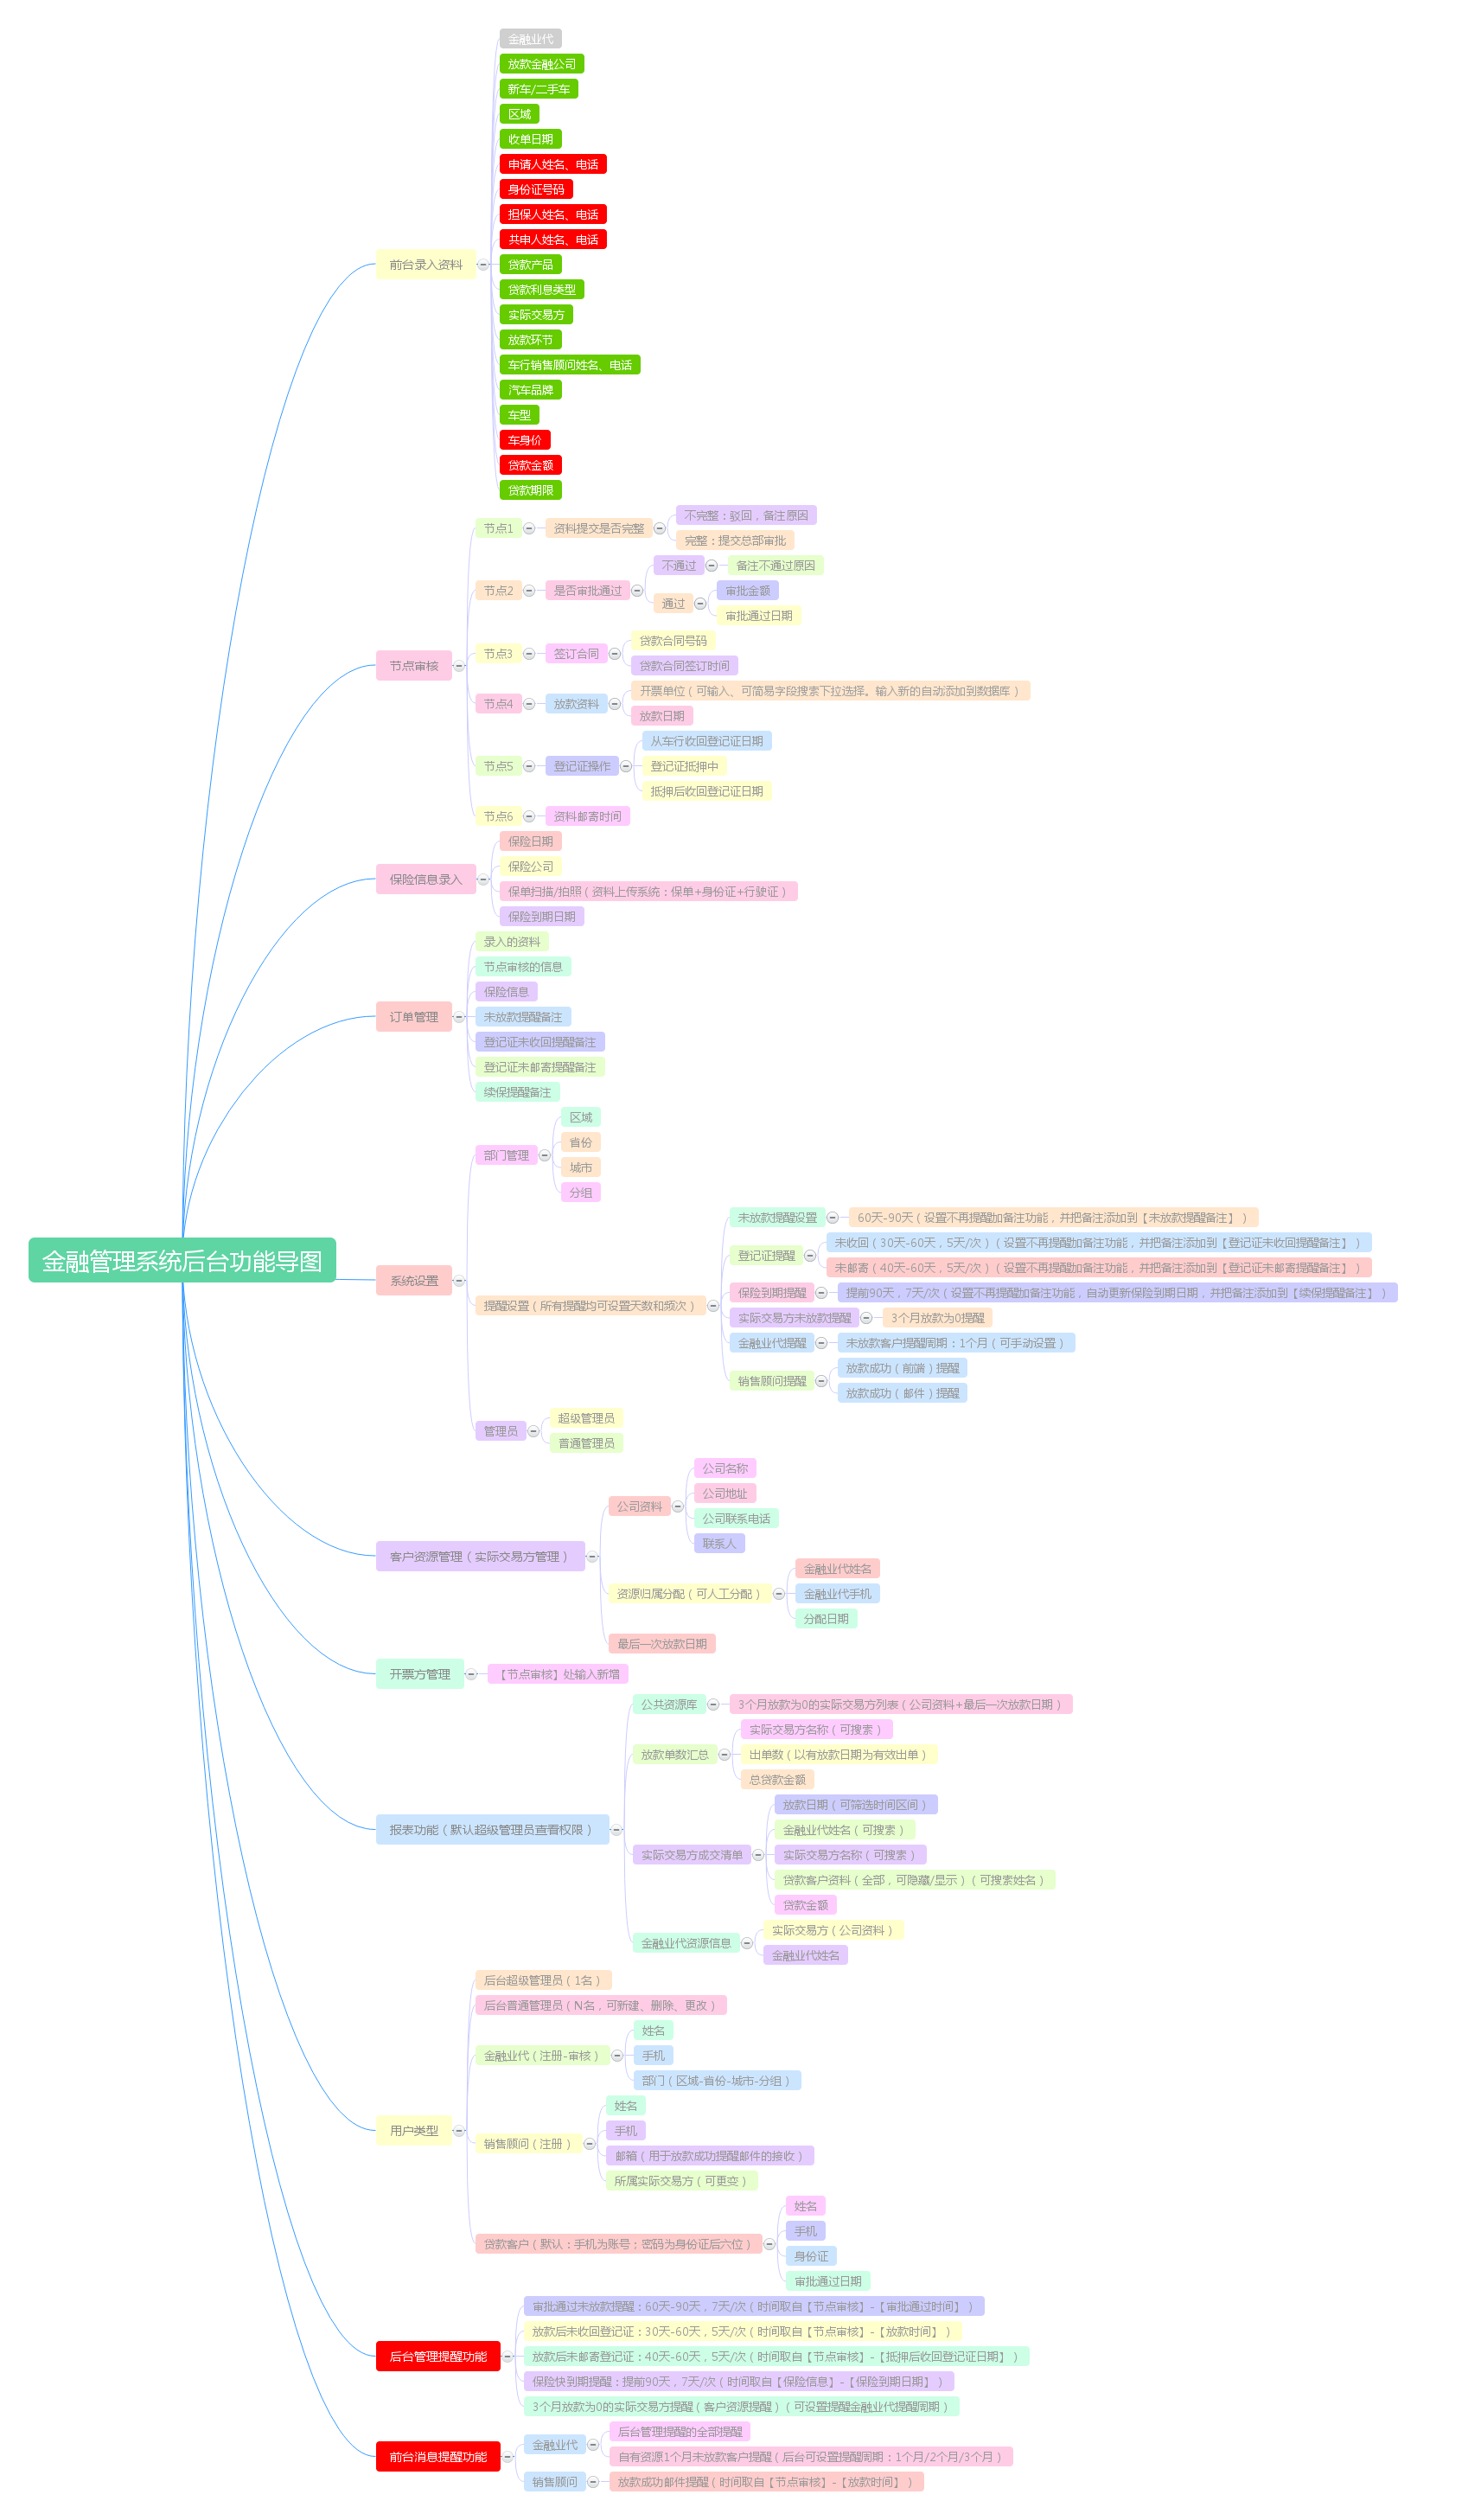 金融管理系统后台功能导图
前台录入资料
金融业代
放款金融公司
新车/二手车
区域
收单日期
申请人姓名、电话
身份证号码
担保人姓名、电话
共申人姓名、电话
贷款产品
贷款利息类型
实际交易方
放款环节
车行销售顾问姓名、电话
汽车品牌
车型
车身价
贷款金额
贷款期限
节点审核
节点1
资料提交是否完整
不完整：驳回，备注原因
完整：提交总部审批
节点2
是否审批通过
不通过
备注不通过原因
通过
审批金额
审批通过日期
节点3
签订合同
贷款合同号码
贷款合同签订时间
节点4
放款资料
开票单位（可输入、可简易字段搜索下拉选择。输入新的自动添加到数据库）
放款日期
节点5
登记证操作
从车行收回登记证日期
登记证抵押中
抵押后收回登记证日期
节点6
资料邮寄时间
保险信息录入
保险日期
保险公司
保单扫描/拍照（资料上传系统：保单+身份证+行驶证）
保险到期日期
订单管理
录入的资料
节点审核的信息
保险信息
未放款提醒备注
登记证未收回提醒备注
登记证未邮寄提醒备注
续保提醒备注
系统设置
部门管理
区域
省份
城市
分组
提醒设置（所有提醒均可设置天数和频次）
未放款提醒设置
60天-90天（设置不再提醒加备注功能，并把备注添加到【未放款提醒备注】）
登记证提醒
未收回（30天-60天，5天/次）（设置不再提醒加备注功能，并把备注添加到【登记证未收回提醒备注】）
未邮寄（40天-60天，5天/次）（设置不再提醒加备注功能，并把备注添加到【登记证未邮寄提醒备注】）
保险到期提醒
提前90天，7天/次（设置不再提醒加备注功能，自动更新保险到期日期，并把备注添加到【续保提醒备注】）
实际交易方未放款提醒
3个月放款为0提醒
金融业代提醒
未放款客户提醒周期：1个月（可手动设置）
销售顾问提醒
放款成功（前端）提醒
放款成功（邮件）提醒
管理员
超级管理员
普通管理员
客户资源管理（实际交易方管理）
公司资料
公司名称
公司地址
公司联系电话
联系人
资源归属分配（可人工分配）
金融业代姓名
金融业代手机
分配日期
最后一次放款日期
开票方管理
【节点审核】处输入新增
报表功能（默认超级管理员查看权限）
公共资源库
3个月放款为0的实际交易方列表（公司资料+最后一次放款日期）
放款单数汇总
实际交易方名称（可搜索）
出单数（以有放款日期为有效出单）
总贷款金额
实际交易方成交清单
放款日期（可筛选时间区间）
金融业代姓名（可搜索）
实际交易方名称（可搜索）
贷款客户资料（全部，可隐藏/显示）（可搜索姓名）
贷款金额
金融业代资源信息
实际交易方（公司资料）
金融业代姓名
用户类型
后台超级管理员（1名）
后台普通管理员（N名，可新建、删除、更改）
金融业代（注册-审核）
姓名
手机
部门（区域-省份-城市-分组）
销售顾问（注册）
姓名
手机
邮箱（用于放款成功提醒邮件的接收）
所属实际交易方（可更变）
贷款客户（默认：手机为账号；密码为身份证后六位）
姓名
手机
身份证
审批通过日期
后台管理提醒功能
审批通过未放款提醒：60天-90天，7天/次（时间取自【节点审核】-【审批通过时间】）
放款后未收回登记证：30天-60天，5天/次（时间取自【节点审核】-【放款时间】）
放款后未邮寄登记证：40天-60天，5天/次（时间取自【节点审核】-【抵押后收回登记证日期】）
保险快到期提醒：提前90天，7天/次（时间取自【保险信息】-【保险到期日期】）
3个月放款为0的实际交易方提醒（客户资源提醒）（可设置提醒金融业代提醒周期）
前台消息提醒功能
金融业代
后台管理提醒的全部提醒
自有资源1个月未放款客户提醒（后台可设置提醒周期：1个月/2个月/3个月）
销售顾问
放款成功邮件提醒（时间取自【节点审核】-【放款时间】）